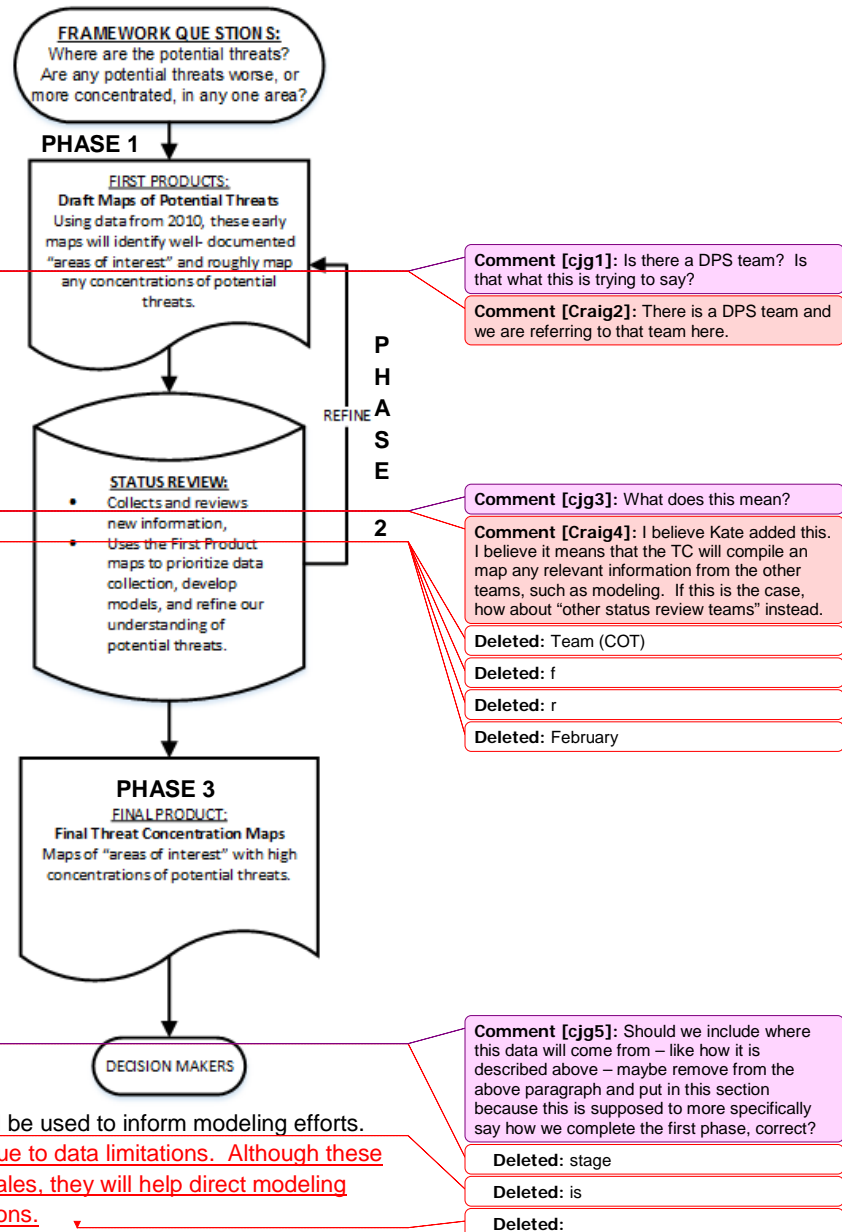 FRAMEWORK QUESTIONS:
Where are the potential threats?
Are any potential threats worse, or
more concentrated, in any one area?
PHASE 1
FIRST PRODUCTS:
Draft Maps of Potential Threats
Using data from 2010, these early
maps will identify well- documented
"areas of interest" and roughly map
any concentrations of potential
threats.
REFINE
P
H
A
S
E
2
STATUS REVIEW:
• Collects and reviews
new information,
• Uses the First Product
maps to prioritize data
collection, develop
models, and refine our
understanding of
potential threats.
PHASE 3
FINAL PRODUCT:
Final Threat Concentration Maps
Maps of "areas of interest" with high
concentrations of potential threats.
DECISION MAKERS
be used to inform modeling efforts.
ue to data limitations.  Although these
ales, they will help direct modeling
ons.
Comment [cjg1]: Is there a DPS team?  Is
that what this is trying to say?
Comment [Craig2]: There is a DPS team and
we are referring to that team here.
Comment [cjg3]: What does this mean?
Comment [Craig4]: I believe Kate added this.
I believe it means that the TC will compile an
map any relevant information from the other
teams, such as modeling.  If this is the case,
how about "other status review teams" instead.
Deleted: Team (COT)
Deleted: f
Deleted: r
Deleted: February
Comment [cjg5]: Should we include where
this data will come from – like how it is
described above – maybe remove from the
above paragraph and put in this section
because this is supposed to more specifically
say how we complete the first phase, correct?
Deleted: stage
Deleted: is
Deleted: